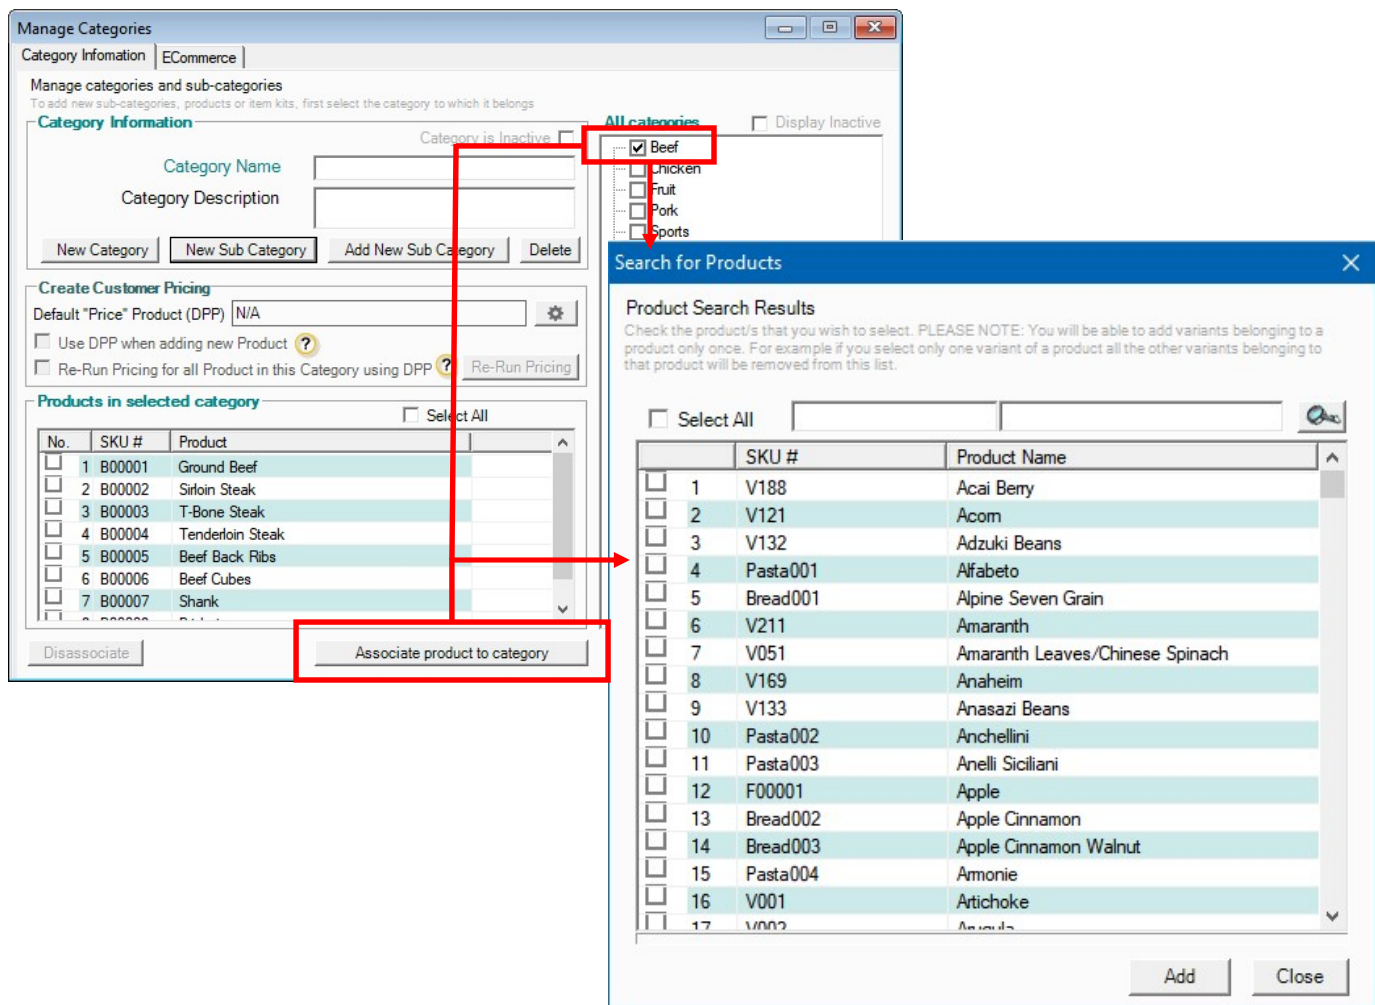 Manage Categories
Category Infomation
ECommerce
Manage categories and sub-categories
To add new sub-categories, products or item kits, first select the category to which it belongs
Category Information
Category is Inactive
Category Name
Category Description
New Category
New Sub Category
Add New Sub Category
Delete
All categories
Display Inactive
Beef
Chicken
Fruit
Pork
Sports
Create Customer Pricing
Default "Price" Product (DPP) N/A
Use DPP when adding new Product ?
Re-Run Pricing for all Product in this Category using DPP ?
Re-Run Pricing
Products in selected category
Select All
No. SKU # Product
1 B00001 Ground Beef
2 B00002 Sirloin Steak
3 B00003 T-Bone Steak
4 B00004 Tenderloin Steak
5 B00005 Beef Back Ribs
6 B00006 Beef Cubes
7 B00007 Shank
Disassociate
Associate product to category
Search for Products
Product Search Results
Check the product/s that you wish to select. PLEASE NOTE: You will be able to add variants belonging to a
product only once. For example if you select only one variant of a product all the other variants belonging to
that product will be removed from this list.
Select All
SKU # Product Name
1 V188 Acai Berry
2 V121 Acorn
3 V132 Adzuki Beans
4 Pasta001 Alfabeto
5 Bread001 Alpine Seven Grain
6 V211 Amaranth
7 V051 Amaranth Leaves/Chinese Spinach
8 V169 Anaheim
9 V133 Anasazi Beans
10 Pasta002 Anchellini
11 Pasta003 Anelli Siciliani
12 F00001 Apple
13 Bread002 Apple Cinnamon
14 Bread003 Apple Cinnamon Walnut
15 Pasta004 Armonie
16 V001 Artichoke
17 V002 Arugula
Add
Close